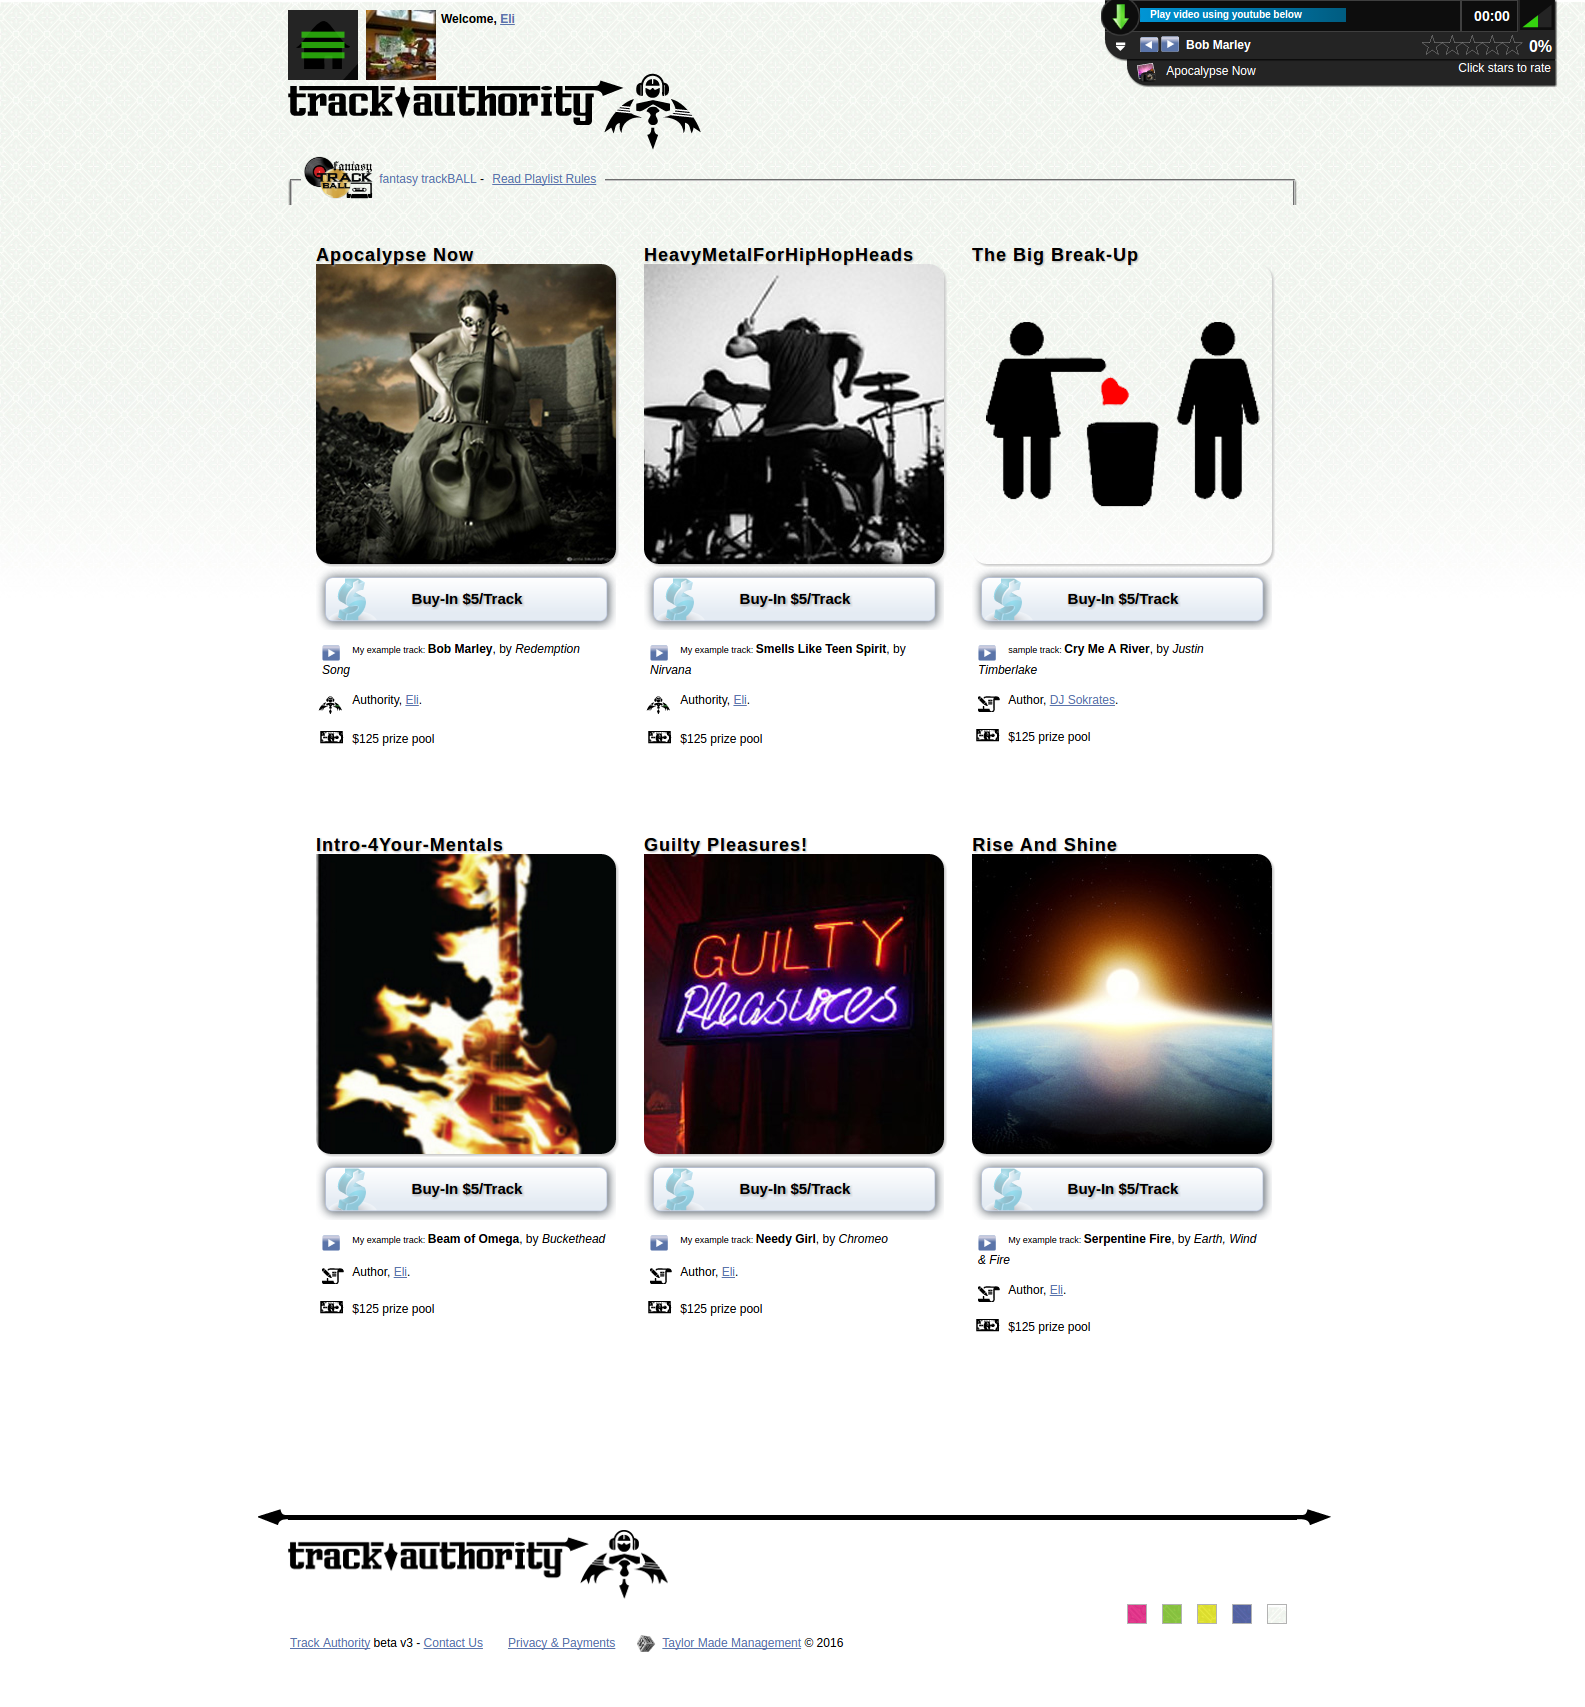 Welcome, Eli
Play video using youtube below
00:00
Bob Marley
0%
Apocalypse Now
Click stars to rate
track authority
fantasy
TRACK
BALL
fantasy trackBALL - Read Playlist Rules
Apocalypse Now
HeavyMetalForHipHopHeads
The Big Break-Up
Buy-In $5/Track
Buy-In $5/Track
Buy-In $5/Track
My example track: Bob Marley, by Redemption
Song
Authority, Eli.
$125 prize pool
My example track: Smells Like Teen Spirit, by
Nirvana
Authority, Eli.
$125 prize pool
sample track: Cry Me A River, by Justin
Timberlake
Author, DJ Sokrates.
$125 prize pool
Intro-4Your-Mentals
Guilty Pleasures!
Rise And Shine
GUILTY
Pleasures
Buy-In $5/Track
Buy-In $5/Track
Buy-In $5/Track
My example track: Beam of Omega, by Buckethead
Author, Eli.
$125 prize pool
My example track: Needy Girl, by Chromeo
Author, Eli.
$125 prize pool
My example track: Serpentine Fire, by Earth, Wind
& Fire
Author, Eli.
$125 prize pool
track authority
Track Authority beta v3 - Contact Us
Privacy & Payments
Taylor Made Management © 2016